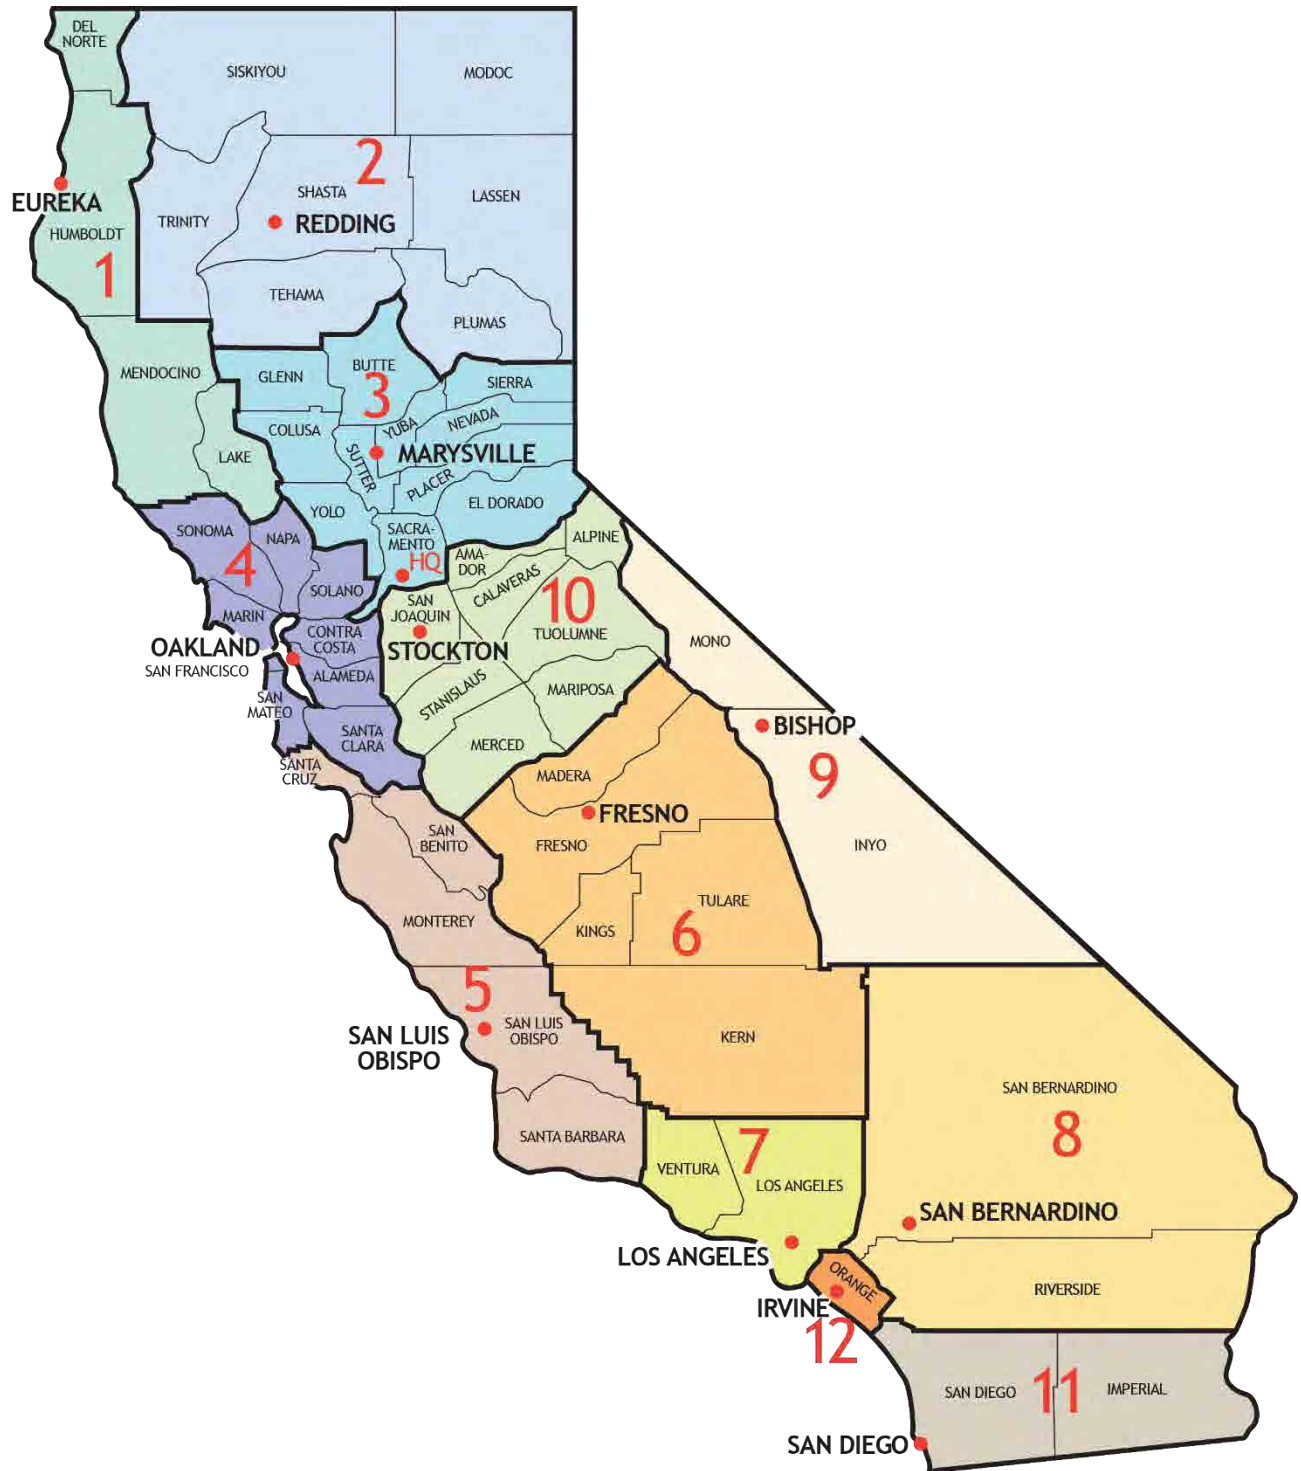 DEL
NORTE
SISKIYOU
MODOC
2
SHASTA
LASSEN
EUREKA
TRINITY
REDDING
HUMBOLDT
1
TEHAMA
PLUMAS
MENDOCINO
GLENN
BUTTE
3
SIERRA
COLUSA
YUBA
NEVADA
LAKE
SUTTER
MARYSVILLE
PLACER
YOLO
EL DORADO
SONOMA
NAPA
SACRA-
MENTO
HQ
ALPINE
AMA-
DOR
4
SOLANO
CALAVERAS
10
MARIN
SAN
JOAQUIN
CONTRA
COSTA
TUOLUMNE
MONO
OAKLAND
STOCKTON
SAN FRANCISCO
ALAMEDA
STANISLAUS
MARIPOSA
SAN
MATEO
SANTA
CLARA
MERCED
BISHOP
9
SANTA
CRUZ
MADERA
FRESNO
SAN
BENITO
FRESNO
INYO
TULARE
MONTEREY
KINGS
6
5
SAN LUIS
OBISPO
SAN LUIS
OBISPO
KERN
SAN BERNARDINO
8
SANTA BARBARA
7
VENTURA
LOS ANGELES
SAN BERNARDINO
LOS ANGELES
ORANGE
RIVERSIDE
IRVINE
12
SAN DIEGO
11
IMPERIAL
SAN DIEGO